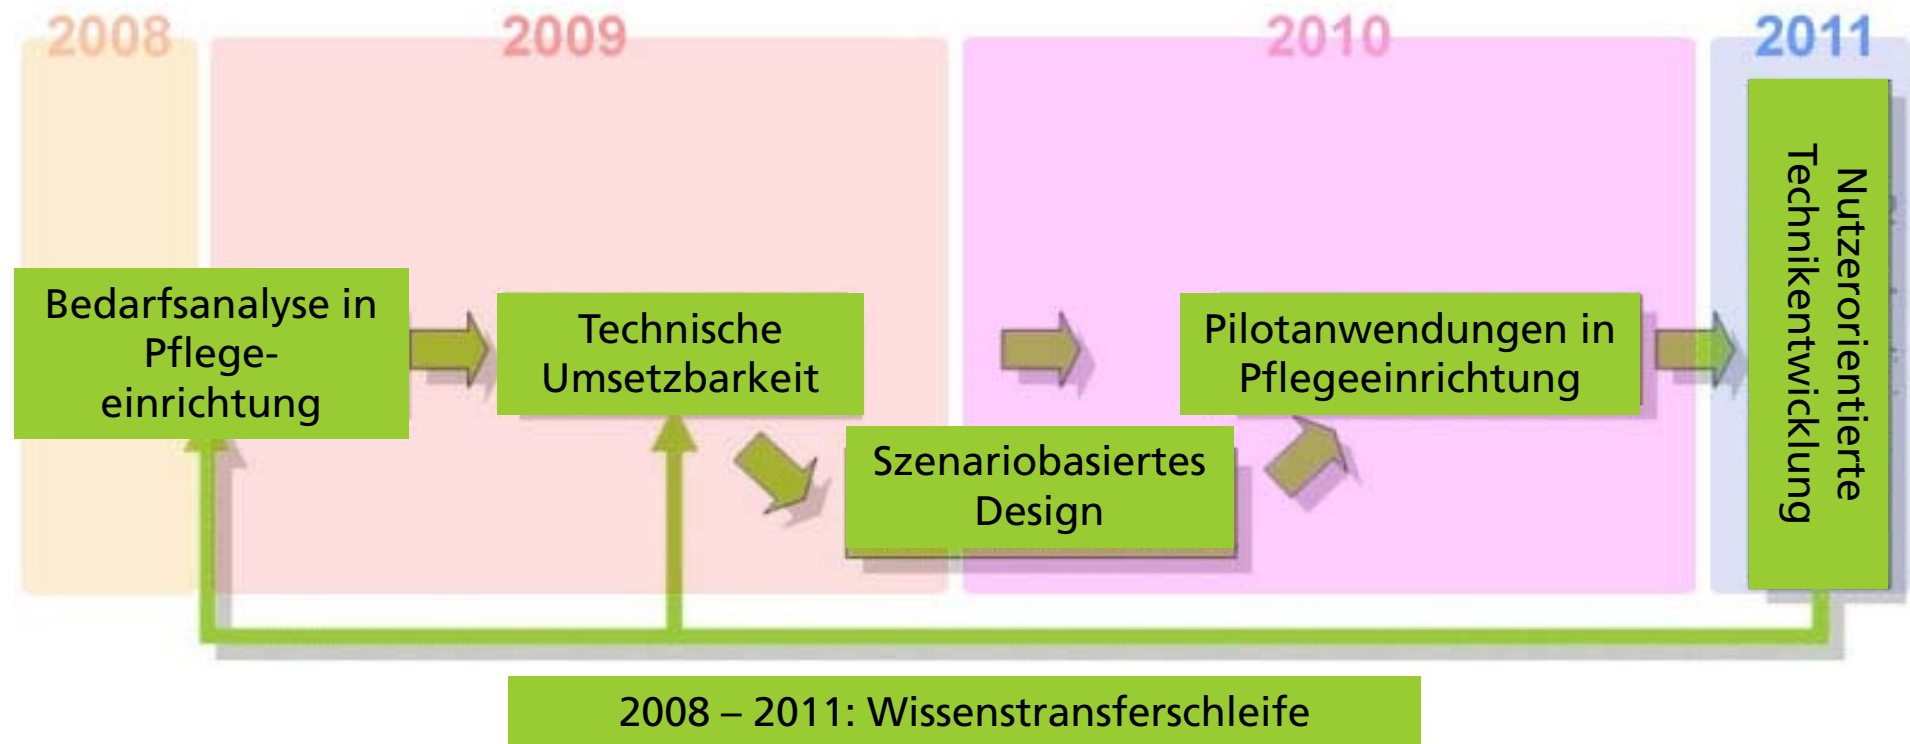 2008
2009
2010
2011
Bedarfsanalyse in
Pflege-
einrichtung
Technische
Umsetzbarkeit
Szenariobasiertes
Design
Pilotanwendungen in
Pflegeeinrichtung
Nutzerorientierte
Technikentwicklung
2008 – 2011: Wissenstransferschleife